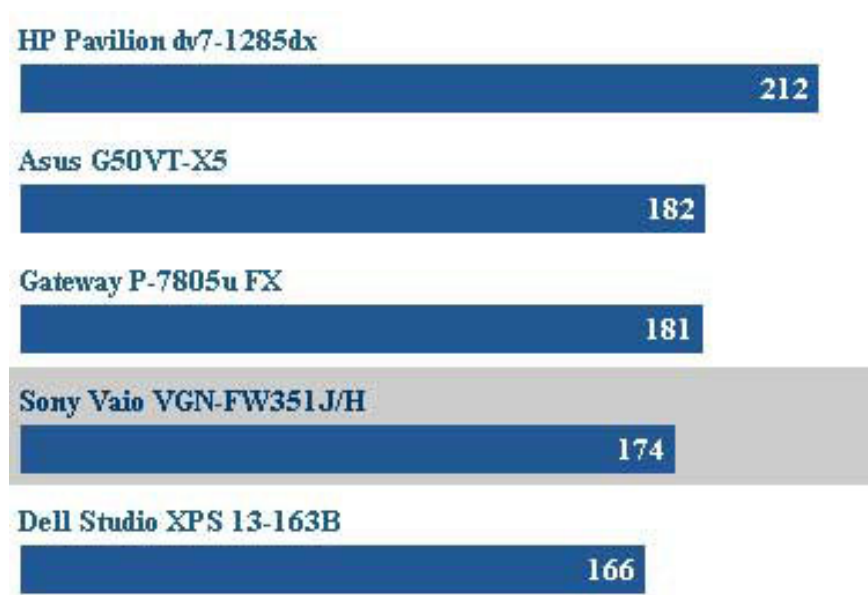 HP Pavilion dv7-1285dx
212
Asus G50VT-X5
182
Gateway P-7805u FX
181
Sony Vaio VGN-FW351J/H
174
Dell Studio XPS 13-163B
166